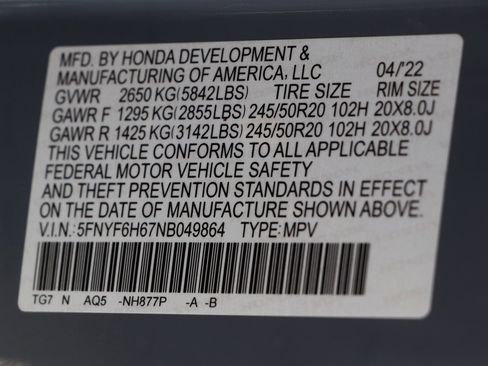 MFD. BY HONDA DEVELOPMENT &
MANUFACTURING OF AMERICA, LLC 04/'22
GVWR 2650 KG(5842LBS) TIRE SIZE RIM SIZE
GAWR F 1295 KG(2855LBS) 245/50R20 102H 20X8.0J
GAWR R 1425 KG(3142LBS) 245/50R20 102H 20X8.0J
THIS VEHICLE CONFORMS TO ALL APPLICABLE
FEDERAL MOTOR VEHICLE SAFETY
AND THEFT PREVENTION STANDARDS IN EFFECT
ON THE DATE OF MANUFACTURE SHOWN ABOVE.
V.I.N.:5FNYF6H67NB049864 TYPE:MPV
TG7 N AQ5 -NH877P -A -B